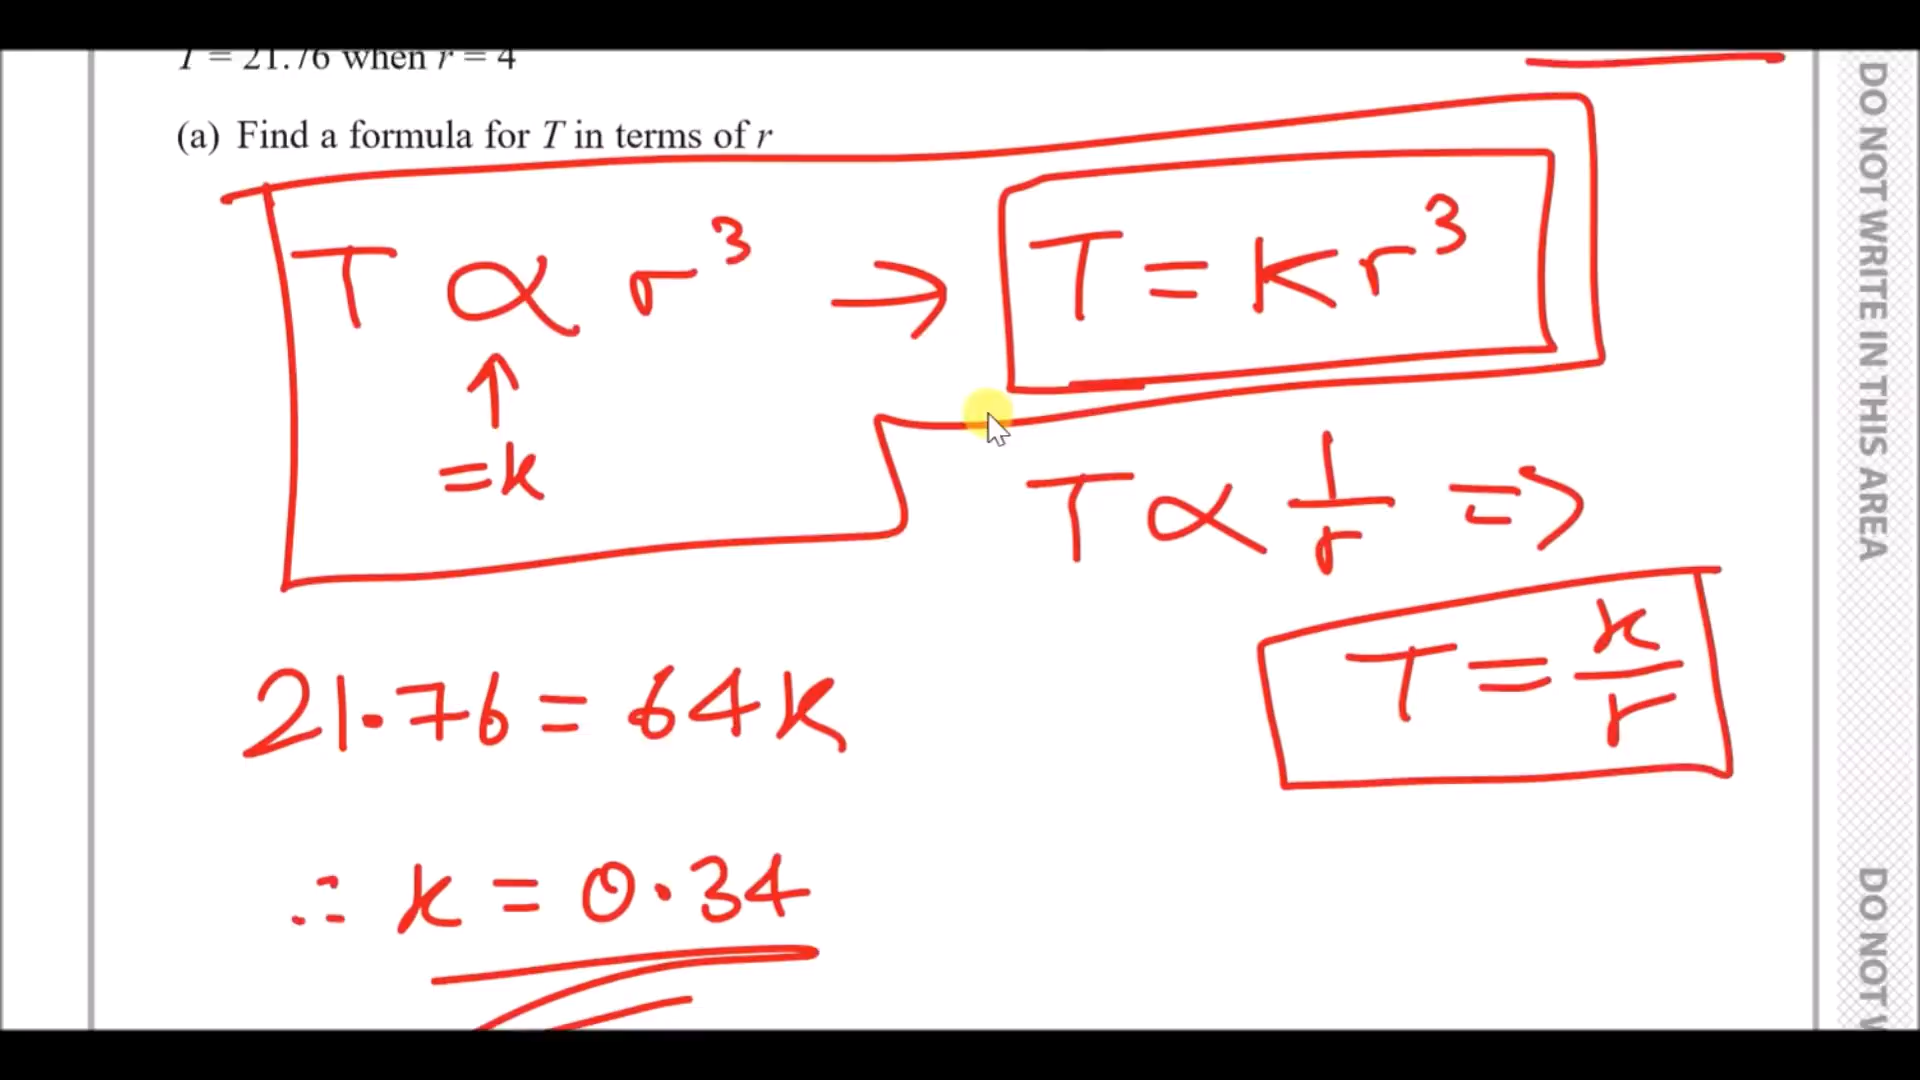 T = 21.76 when r = 4
(a) Find a formula for T in terms of r
T ∝ r³ → T = Kr³
↑
= k
T ∝ 1/r ⇒
T = k/r
21.76 = 64k
∴ k = 0.34
DO NOT WRITE IN THIS AREA
DO NOT W